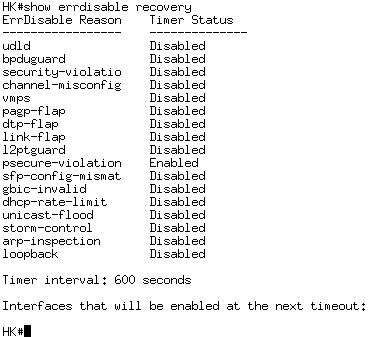 HK#show errdisable recovery
ErrDisable Reason    Timer Status
-----------------    --------------
udld                 Disabled
bpduguard            Disabled
security-violatio    Disabled
channel-misconfig    Disabled
vmps                 Disabled
pagp-flap            Disabled
dtp-flap             Disabled
link-flap            Disabled
l2ptguard            Disabled
psecure-violation    Enabled
sfp-config-mismat    Disabled
gbic-invalid         Disabled
dhcp-rate-limit      Disabled
unicast-flood        Disabled
storm-control        Disabled
arp-inspection       Disabled
loopback             Disabled
Timer interval: 600 seconds
Interfaces that will be enabled at the next timeout:
HK#